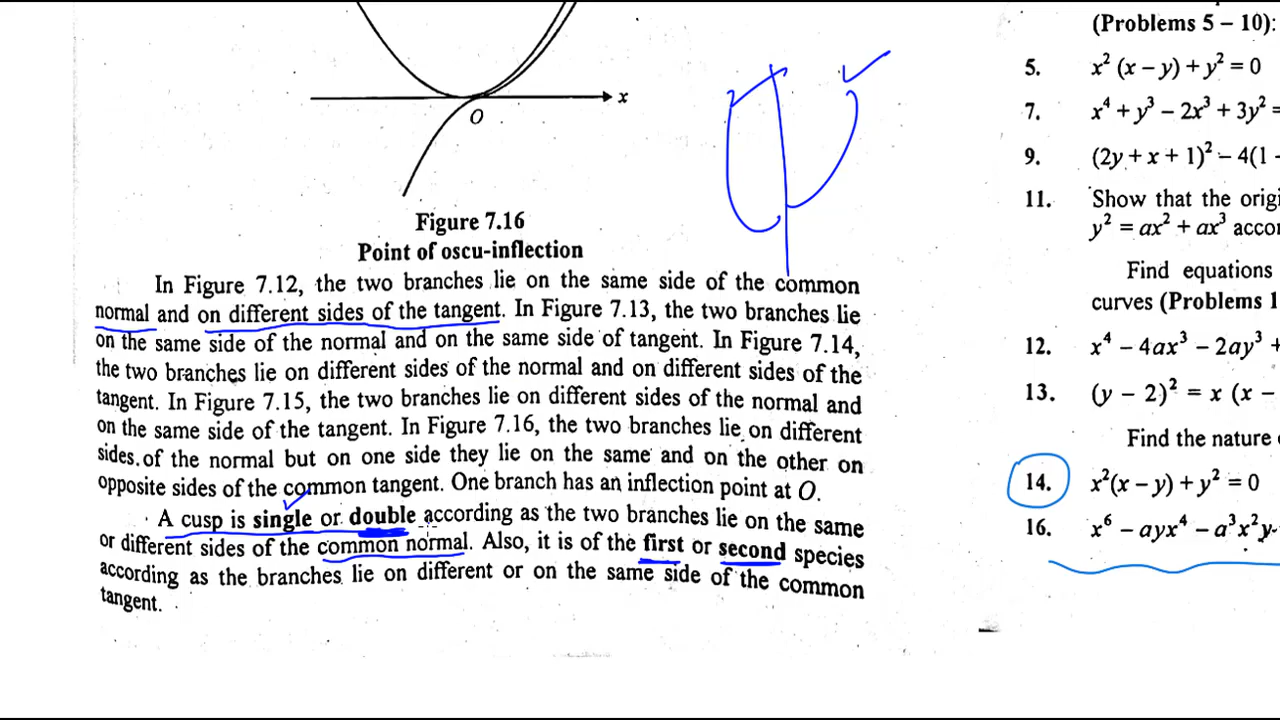 x
O
Figure 7.16
Point of oscu-inflection
In Figure 7.12, the two branches lie on the same side of the common
normal and on different sides of the tangent. In Figure 7.13, the two branches lie
on the same side of the normal and on the same side of tangent. In Figure 7.14,
the two branches lie on different sides of the normal and on different sides of the
tangent. In Figure 7.15, the two branches lie on different sides of the normal and
on the same side of the tangent. In Figure 7.16, the two branches lie on different
sides of the normal but on one side they lie on the same and on the other on
opposite sides of the common tangent. One branch has an inflection point at O.
A cusp is single or double according as the two branches lie on the same
or different sides of the common normal. Also, it is of the first or second species
according as the branches lie on different or on the same side of the common
tangent.
(Problems 5 – 10):
5. x² (x – y) + y² = 0
7. x⁴ + y³ – 2x³ + 3y² =
9. (2y + x + 1)² – 4(1 -
11. Show that the orig
y² = ax² + ax³ acco
Find equations
curves (Problems 1
12. x⁴ – 4ax³ – 2ay³ +
13. (y – 2)² = x (x –
Find the nature
14. x²(x – y) + y² = 0
16. x⁶ – ayx⁴ – a³x²y-